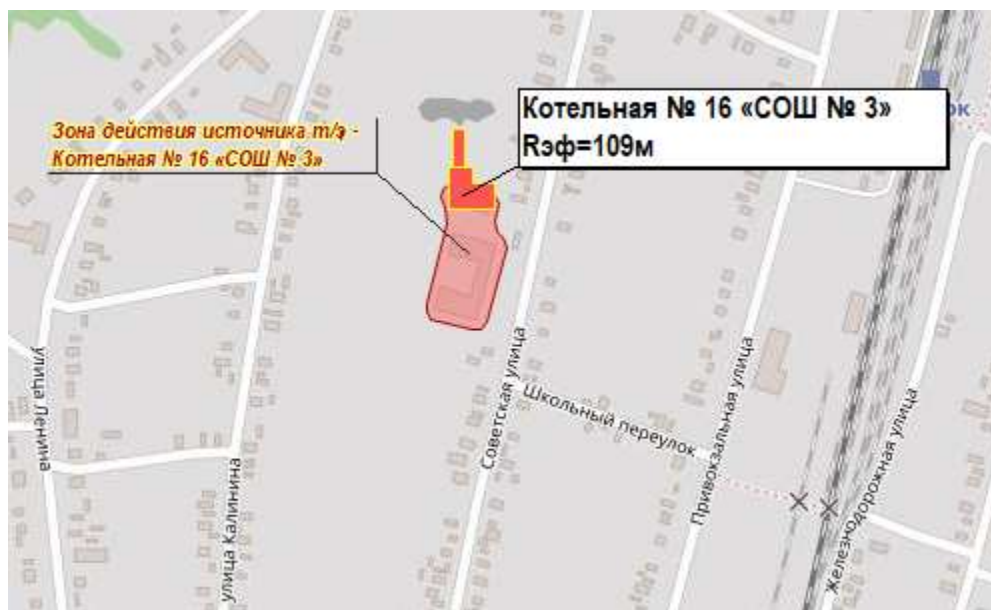 Котельная № 16 «СОШ № 3»
Rэф=109м
Зона действия источника т/э -
Котельная № 16 «СОШ № 3»
ок
улица Ленина
улица Калинина
Советская улица
Школьный переулок
Привокзальная улица
Железнодорожная улица